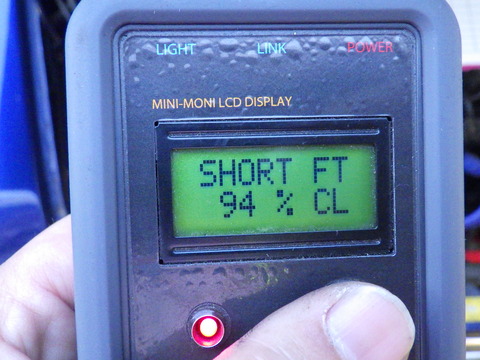 LIGHT LINK POWER
MINI-MONI LCD DISPLAY
SHORT FT
94 % CL